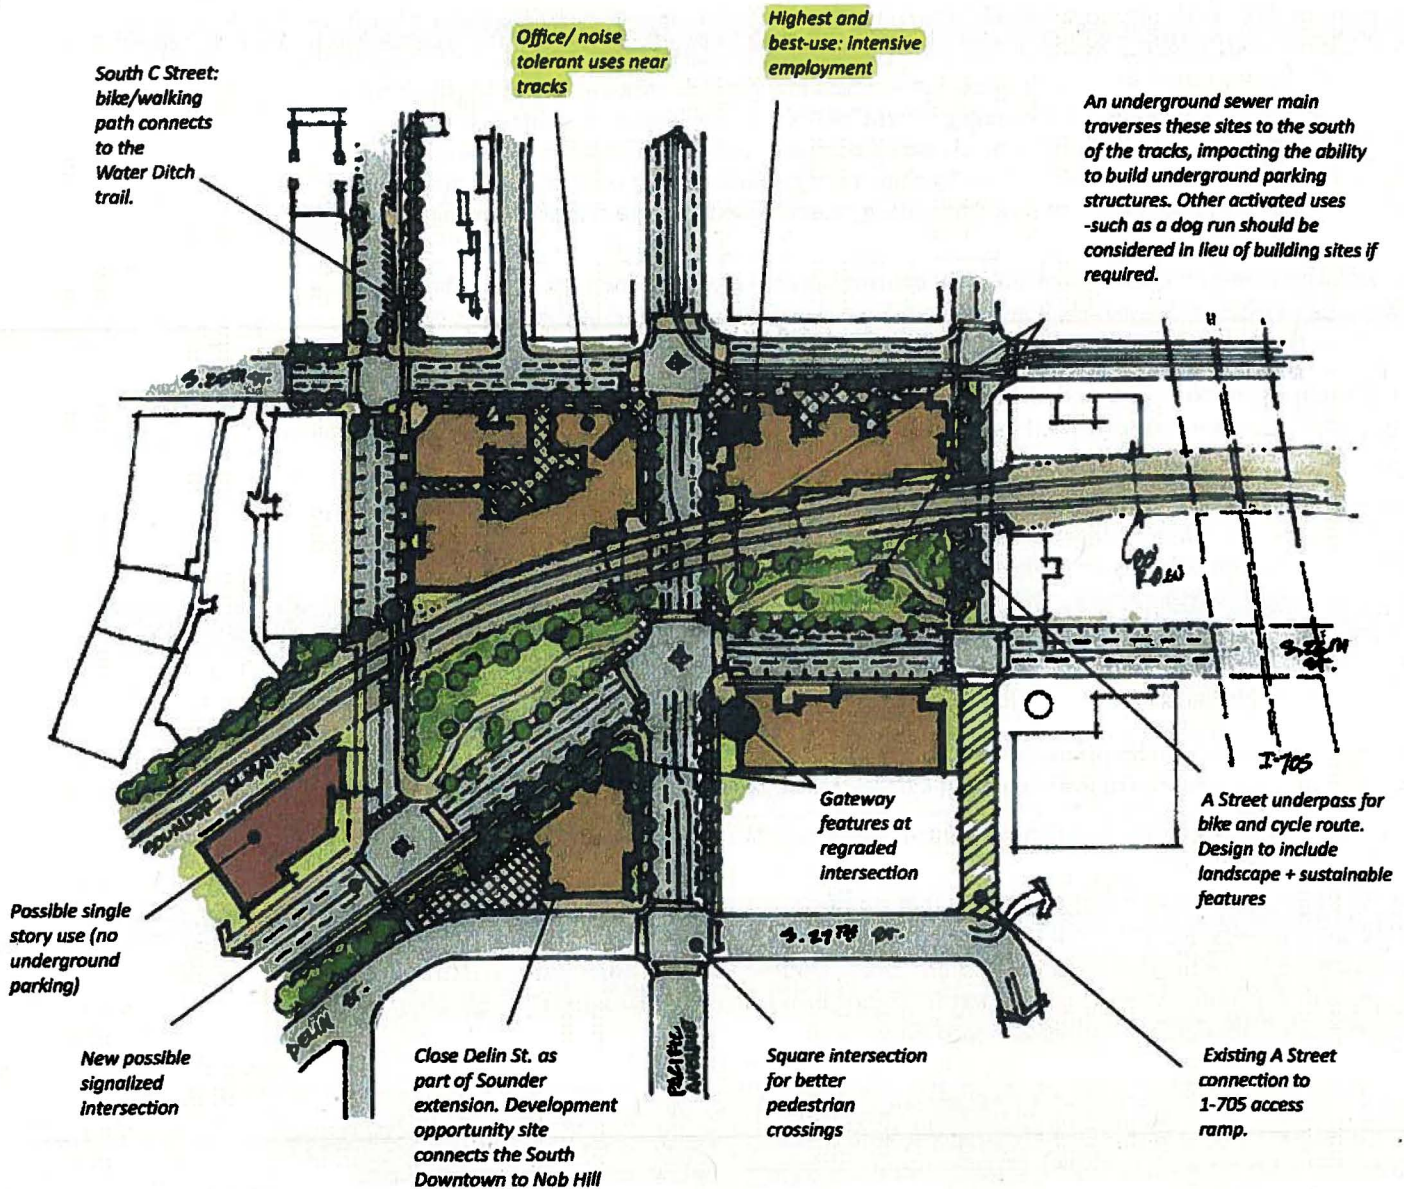 Office/ noise
tolerant uses near
tracks
Highest and
best-use: intensive
employment
South C Street:
bike/walking
path connects
to the
Water Ditch
trail.
An underground sewer main
traverses these sites to the south
of the tracks, impacting the ability
to build underground parking
structures. Other activated uses
-such as a dog run should be
considered in lieu of building sites if
required.
S. 25TH ST.
S. 26TH
ST.
I-705
SOUNDER ALIGNMENT
Gateway
features at
regraded
intersection
A Street underpass for
bike and cycle route.
Design to include
landscape + sustainable
features
Possible single
story use (no
underground
parking)
S. 27TH ST.
DELIN ST.
PACIFIC
AVENUE
New possible
signalized
intersection
Close Delin St. as
part of Sounder
extension. Development
opportunity site
connects the South
Downtown to Nob Hill
Square intersection
for better
pedestrian
crossings
Existing A Street
connection to
1-705 access
ramp.